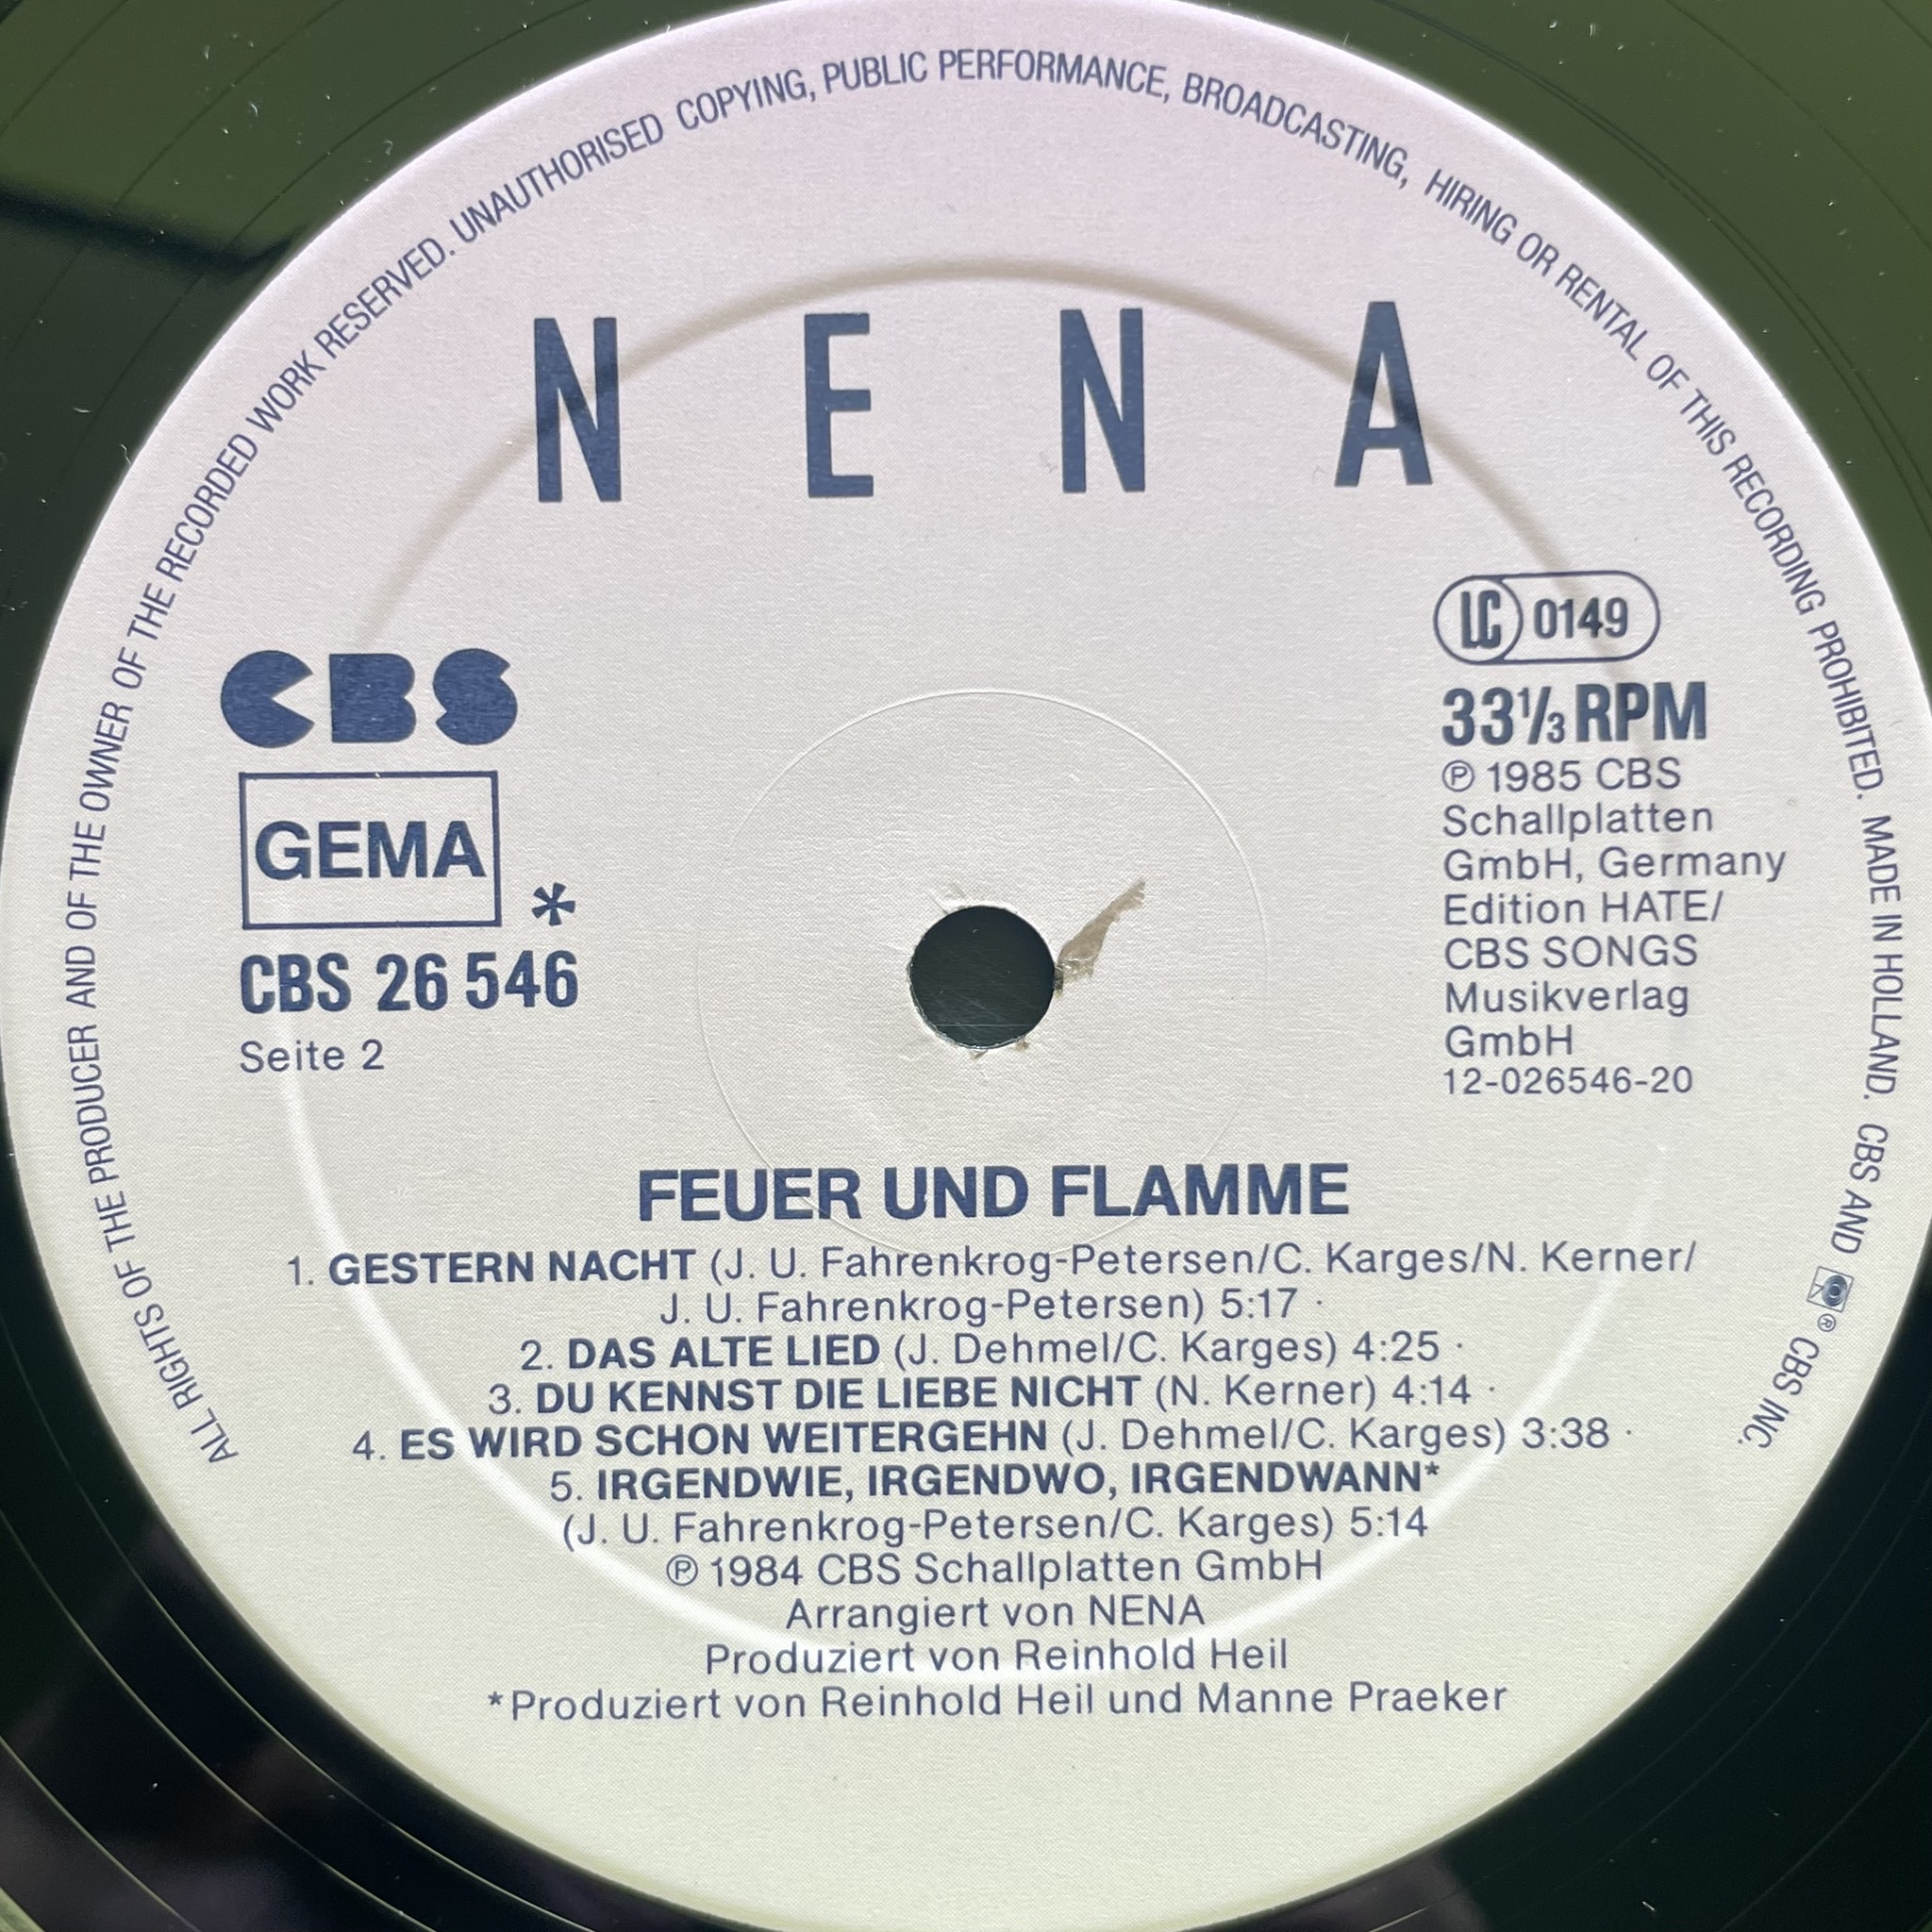 ALL RIGHTS OF THE PRODUCER AND OF THE OWNER OF THE RECORDED WORK RESERVED. UNAUTHORISED COPYING, PUBLIC PERFORMANCE, BROADCASTING, HIRING OR RENTAL OF THIS RECORDING PROHIBITED. MADE IN HOLLAND. CBS AND ® CBS INC.
NENA
CBS
GEMA
*
CBS 26 546
Seite 2
LC 0149
33⅓ RPM
℗ 1985 CBS
Schallplatten
GmbH, Germany
Edition HATE/
CBS SONGS
Musikverlag
GmbH
12-026546-20
FEUER UND FLAMME
1. GESTERN NACHT (J. U. Fahrenkrog-Petersen/C. Karges/N. Kerner/
J. U. Fahrenkrog-Petersen) 5:17 ·
2. DAS ALTE LIED (J. Dehmel/C. Karges) 4:25 ·
3. DU KENNST DIE LIEBE NICHT (N. Kerner) 4:14 ·
4. ES WIRD SCHON WEITERGEHN (J. Dehmel/C. Karges) 3:38 ·
5. IRGENDWIE, IRGENDWO, IRGENDWANN*
(J. U. Fahrenkrog-Petersen/C. Karges) 5:14
℗ 1984 CBS Schallplatten GmbH
Arrangiert von NENA
Produziert von Reinhold Heil
*Produziert von Reinhold Heil und Manne Praeker